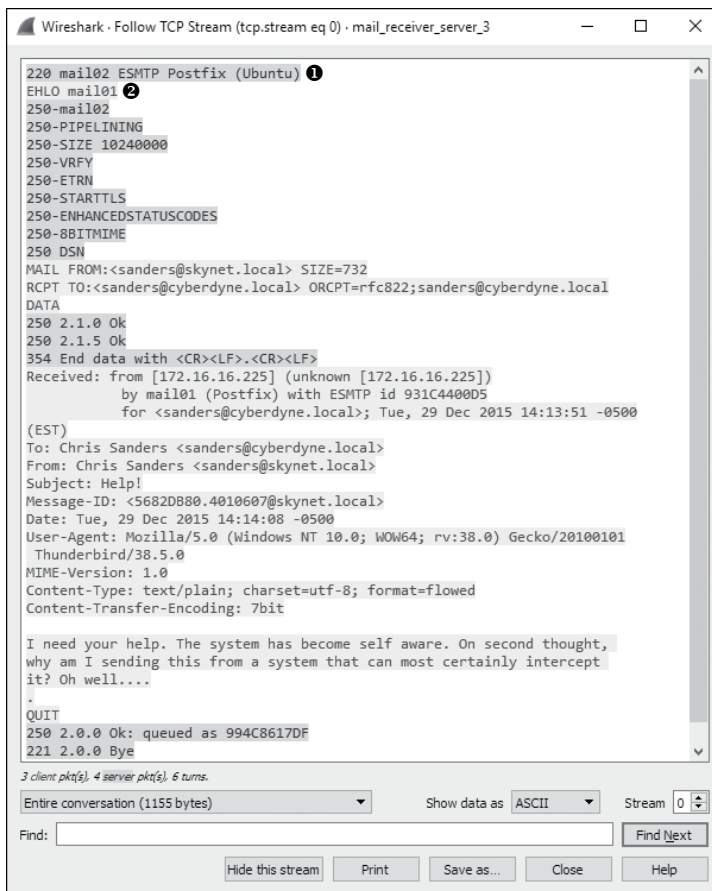 Wireshark · Follow TCP Stream (tcp.stream eq 0) · mail_receiver_server_3
220 mail02 ESMTP Postfix (Ubuntu) ❶
EHLO mail01 ❷
250-mail02
250-PIPELINING
250-SIZE 10240000
250-VRFY
250-ETRN
250-STARTTLS
250-ENHANCEDSTATUSCODES
250-8BITMIME
250 DSN
MAIL FROM:<sanders@skynet.local> SIZE=732
RCPT TO:<sanders@cyberdyne.local> ORCPT=rfc822;sanders@cyberdyne.local
DATA
250 2.1.0 Ok
250 2.1.5 Ok
354 End data with <CR><LF>.<CR><LF>
Received: from [172.16.16.225] (unknown [172.16.16.225])
by mail01 (Postfix) with ESMTP id 931C4400D5
for <sanders@cyberdyne.local>; Tue, 29 Dec 2015 14:13:51 -0500
(EST)
To: Chris Sanders <sanders@cyberdyne.local>
From: Chris Sanders <sanders@skynet.local>
Subject: Help!
Message-ID: <5682DB80.4010607@skynet.local>
Date: Tue, 29 Dec 2015 14:14:08 -0500
User-Agent: Mozilla/5.0 (Windows NT 10.0; WOW64; rv:38.0) Gecko/20100101
Thunderbird/38.5.0
MIME-Version: 1.0
Content-Type: text/plain; charset=utf-8; format=flowed
Content-Transfer-Encoding: 7bit
I need your help. The system has become self aware. On second thought,
why am I sending this from a system that can most certainly intercept
it? Oh well....
.
QUIT
250 2.0.0 Ok: queued as 994C8617DF
221 2.0.0 Bye
3 client pkt(s), 4 server pkt(s), 6 turns.
Entire conversation (1155 bytes) Show data as ASCII Stream 0
Find: Find Next
Hide this stream Print Save as... Close Help